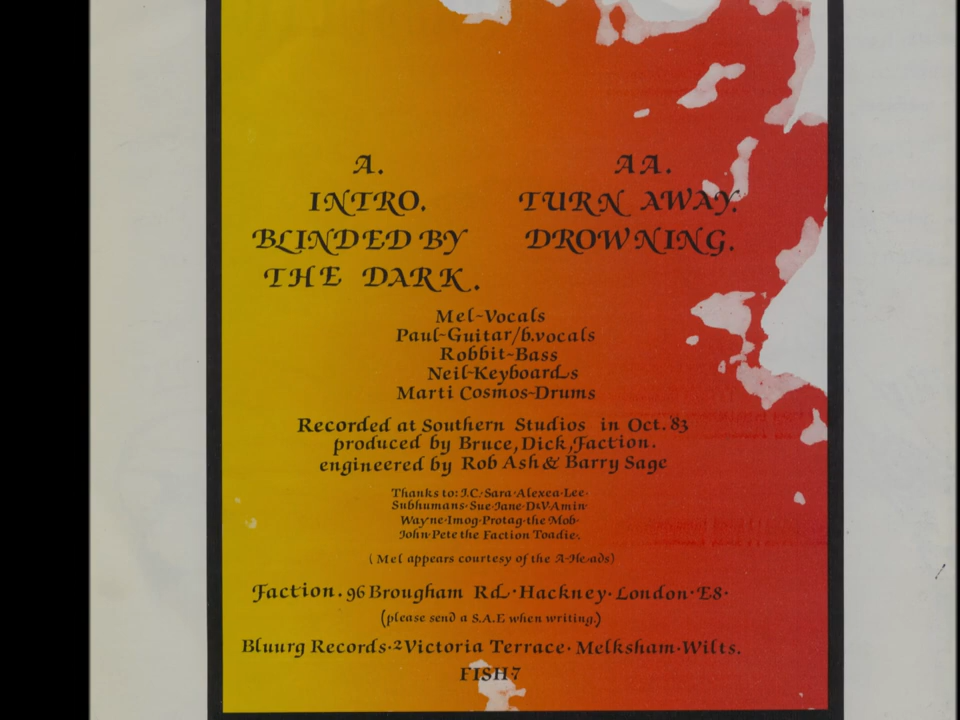 A.
INTRO.
BLINDED BY
THE DARK.
AA.
TURN AWAY.
DROWNING.
Mel~Vocals
Paul~Guitar/b.vocals
Robbit~Bass
Neil~Keyboards
Marti Cosmos~Drums
Recorded at Southern Studios in Oct.'83
produced by Bruce, Dick, Faction.
engineered by Rob Ash & Barry Sage
Thanks to: J.C·Sara·Alexea·Lee·
Subhumans·Sue·Jane·D&VAmin·
Wayne·Imog·Protag·the Mob·
John·Pete the Faction Toadie.
(Mel appears courtesy of the A-Heads)
Faction. 96 Brougham Rd·Hackney·London·E8·
(please send a S.A.E when writing.)
Bluurg Records·2 Victoria Terrace·Melksham·Wilts.
FISH 7